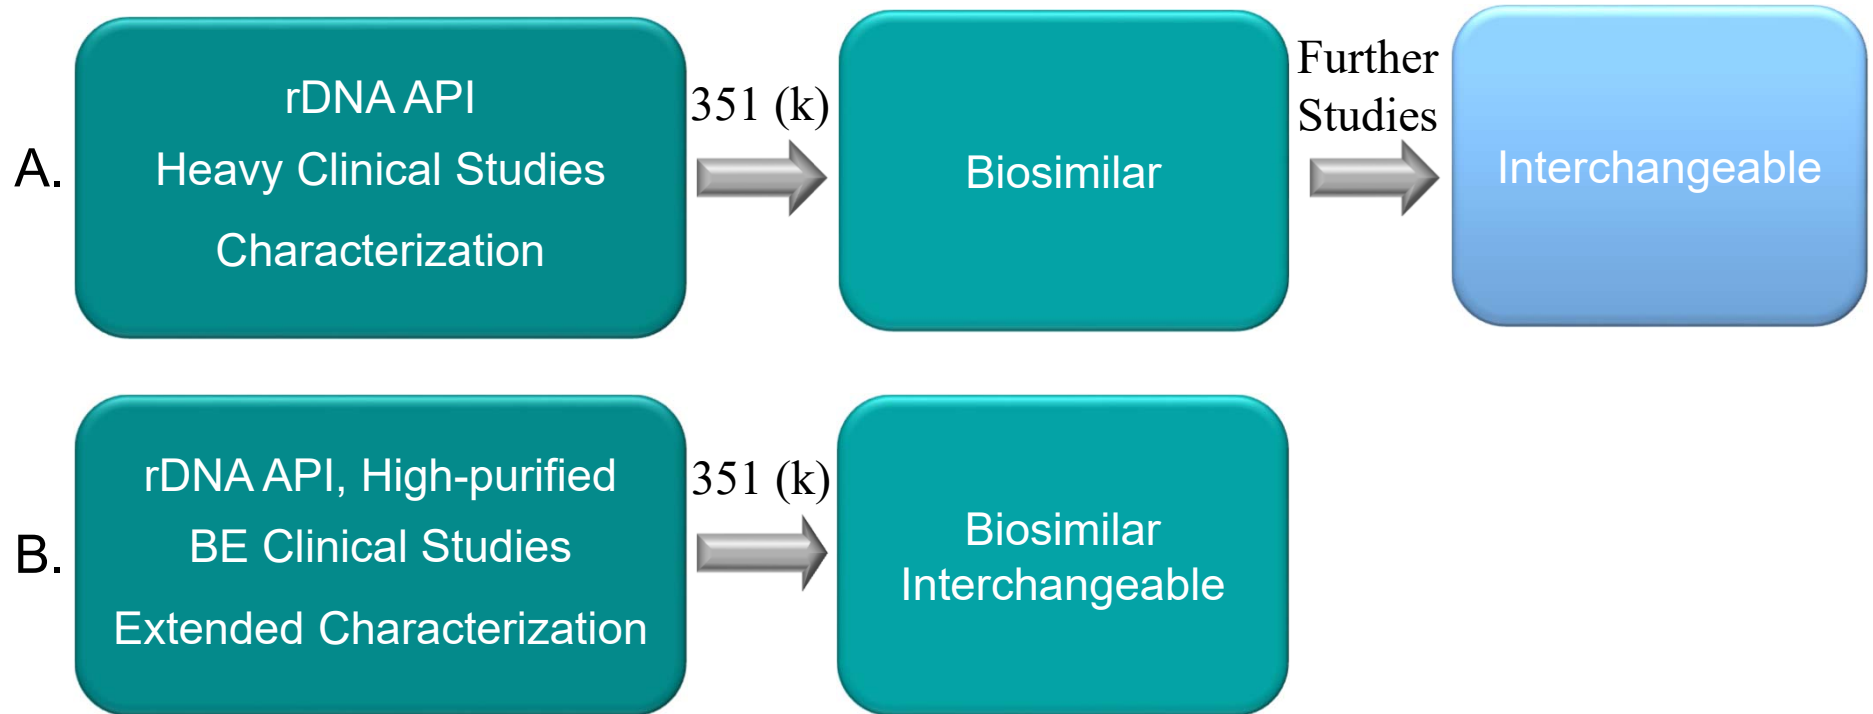 A.
rDNA API
Heavy Clinical Studies
Characterization
351 (k)
Biosimilar
Further
Studies
Interchangeable
B.
rDNA API, High-purified
BE Clinical Studies
Extended Characterization
351 (k)
Biosimilar
Interchangeable